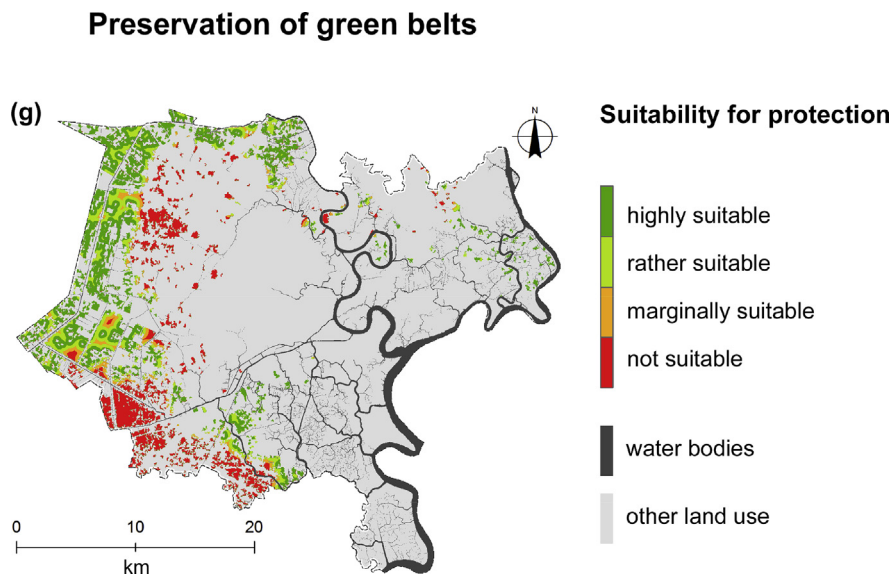 Preservation of green belts
(g)
N
Suitability for protection
highly suitable
rather suitable
marginally suitable
not suitable
water bodies
other land use
0 10 20
km